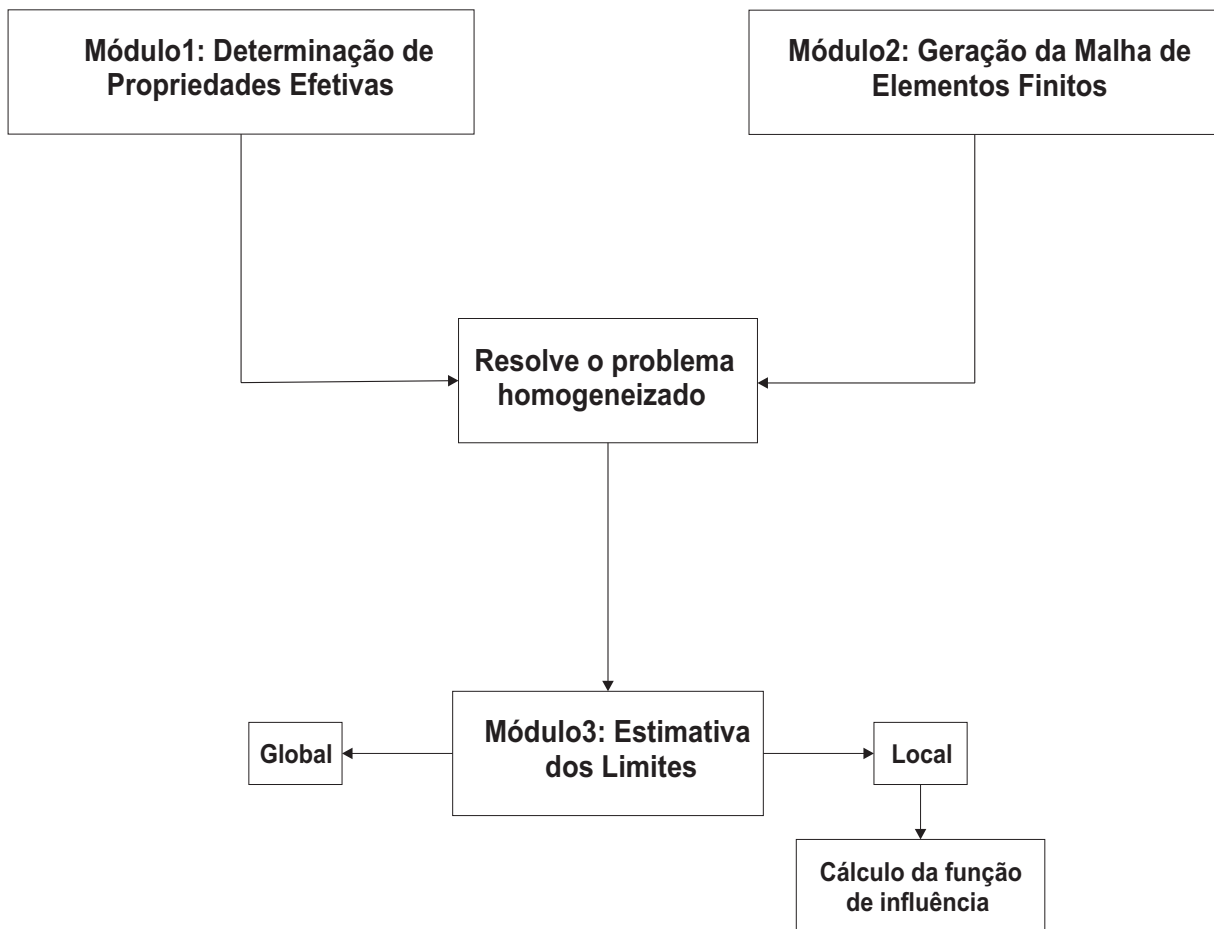 Módulo1: Determinação de
Propriedades Efetivas
Módulo2: Geração da Malha de
Elementos Finitos
Resolve o problema
homogeneizado
Módulo3: Estimativa
dos Limites
Global
Local
Cálculo da função
de influência